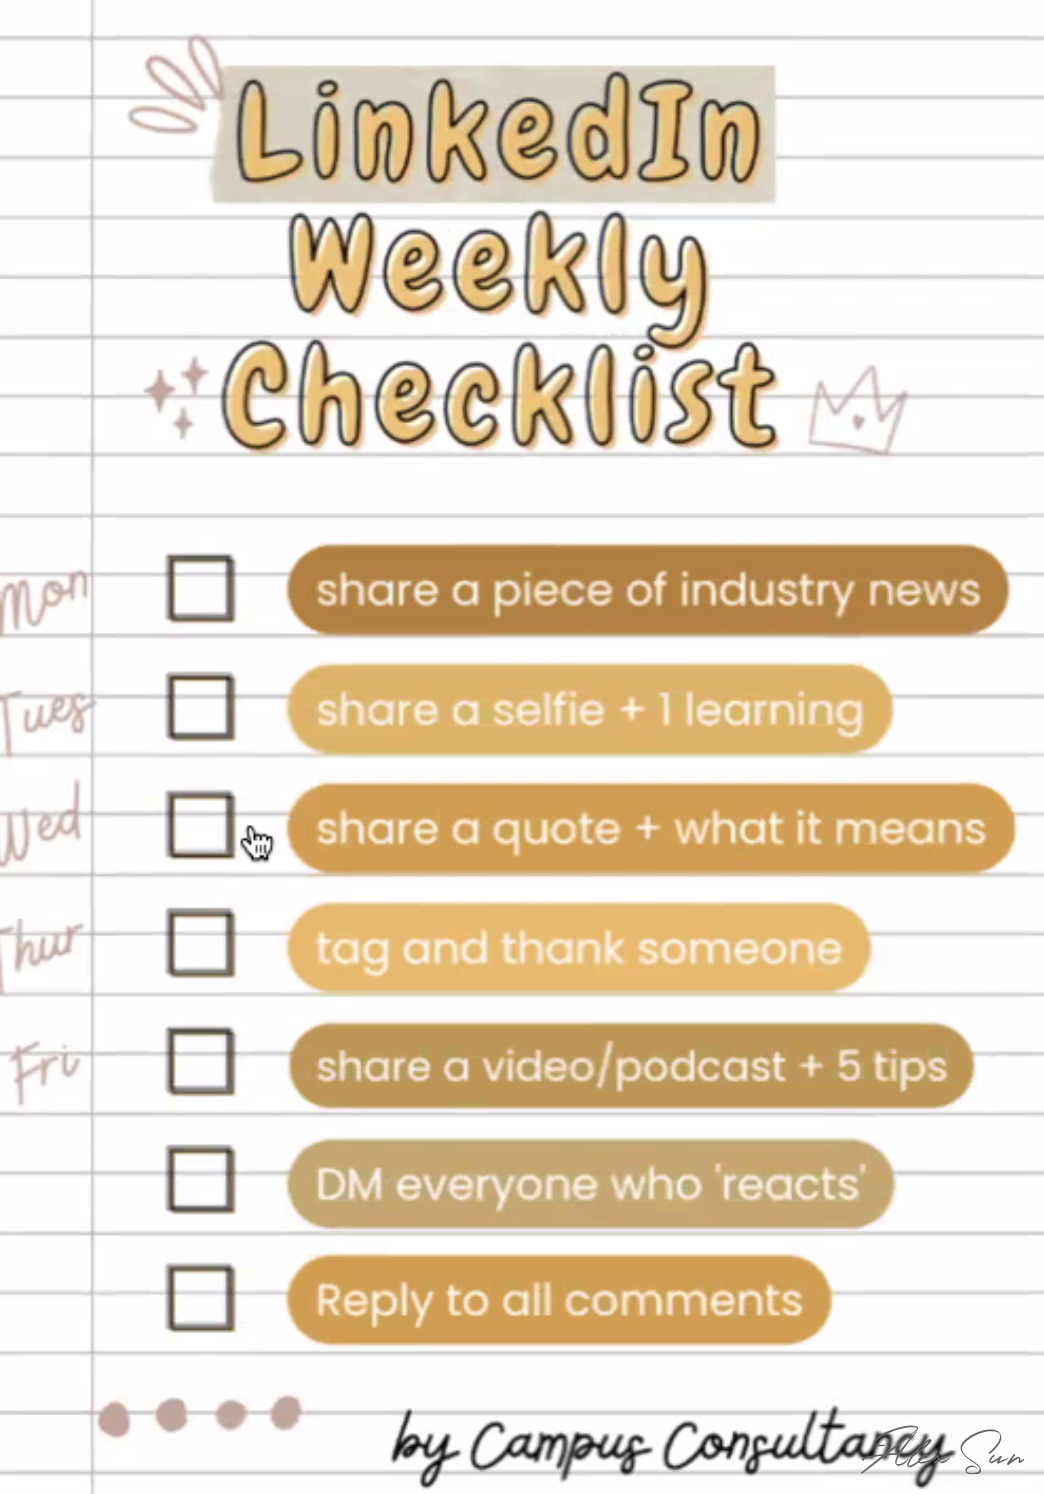 LinkedIn
Weekly
Checklist
Mon share a piece of industry news
Tues share a selfie + 1 learning
Wed share a quote + what it means
Thur tag and thank someone
Fri share a video/podcast + 5 tips
DM everyone who 'reacts'
Reply to all comments
by Campus Consultancy
Sun